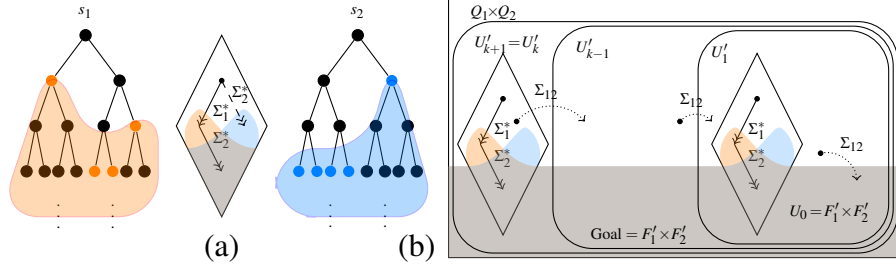 s₁
s₂
Σ₂*
Σ₁*
Σ₂*
(a)
(b)
Q₁×Q₂
U′ₖ₊₁=U′ₖ
U′ₖ₋₁
U′₁
Σ₁₂
Σ₁₂
Σ₁*
Σ₂*
Σ₁*
Σ₂*
Σ₁₂
U₀=F′₁×F′₂
Goal=F′₁×F′₂